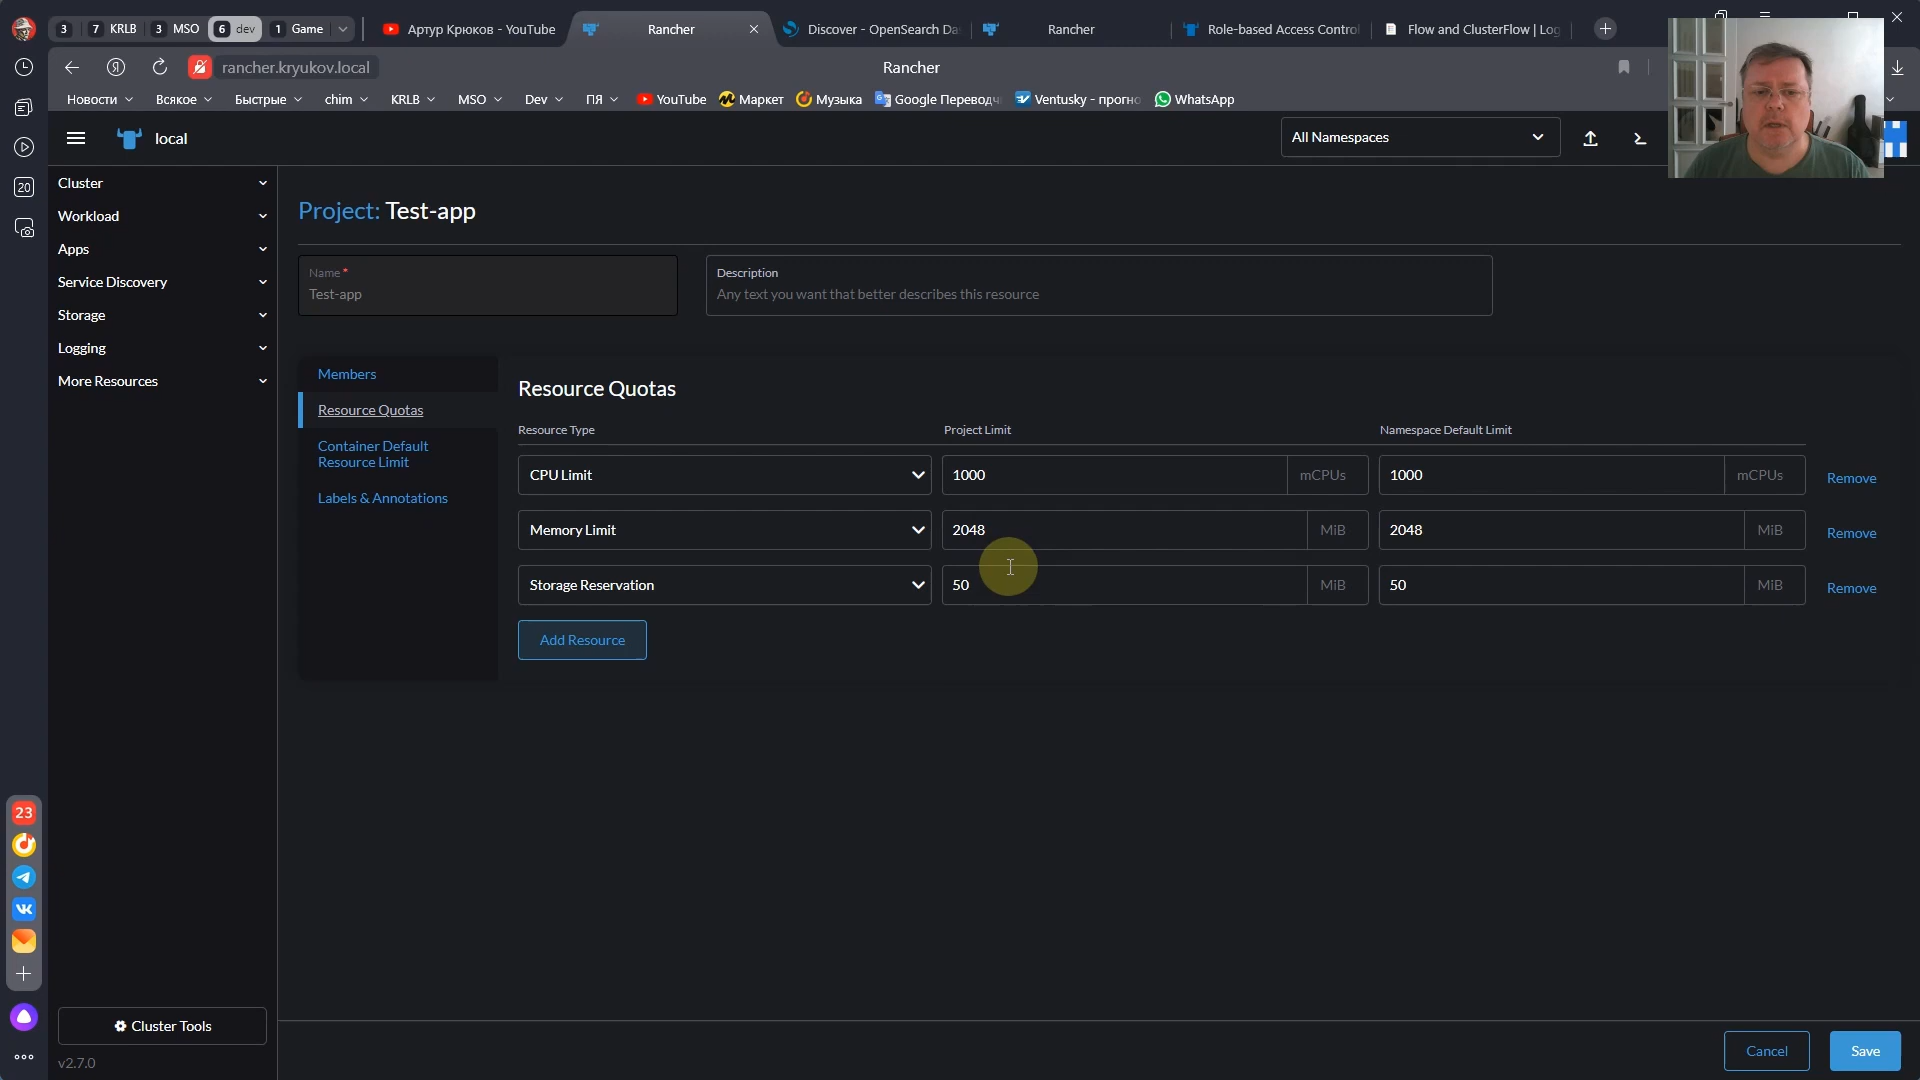 3
7 KRLB
3 MSO
6 dev
1 Game
Артур Крюков - YouTube
Rancher
Discover - OpenSearch Da
Rancher
Role-based Access Control
Flow and ClusterFlow | Log
rancher.kryukov.local
Rancher
Новости
Всякое
Быстрые
chim
KRLB
MSO
Dev
ПЯ
YouTube
Маркет
Музыка
Google Переводч
Ventusky - прогно
WhatsApp
20
local
All Namespaces
Cluster
Workload
Apps
Service Discovery
Storage
Logging
More Resources
Project: Test-app
Name *
Test-app
Description
Any text you want that better describes this resource
Members
Resource Quotas
Container Default
Resource Limit
Labels & Annotations
Resource Quotas
Resource Type
Project Limit
Namespace Default Limit
CPU Limit
1000
mCPUs
1000
mCPUs
Remove
Memory Limit
2048
MiB
2048
MiB
Remove
Storage Reservation
50
MiB
50
MiB
Remove
Add Resource
23
Cluster Tools
v2.7.0
Cancel
Save